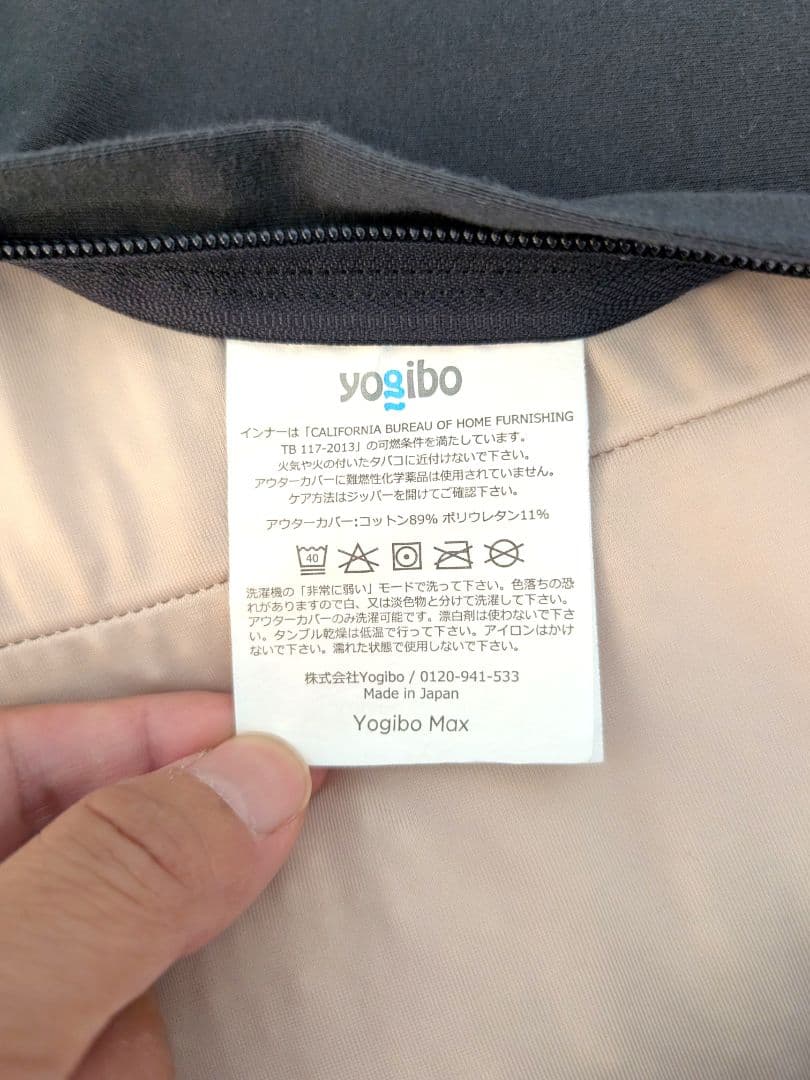 yogibo
インナーは「CALIFORNIA BUREAU OF HOME FURNISHING
TB 117-2013」の可燃条件を満たしています。
火気や火の付いたタバコに近付けないで下さい。
アウターカバーに難燃性化学薬品は使用されていません。
ケア方法はジッパーを開けてご確認下さい。
アウターカバー:コットン89% ポリウレタン11%
40
洗濯機の「非常に弱い」モードで洗って下さい。色落ちの恐
れがありますので白、又は淡色物と分けて洗濯して下さい。
アウターカバーのみ洗濯可能です。漂白剤は使わないで下さ
い。タンブル乾燥は低温で行って下さい。アイロンはかけ
ないで下さい。濡れた状態で使用しないで下さい。
株式会社Yogibo / 0120-941-533
Made in Japan
Yogibo Max